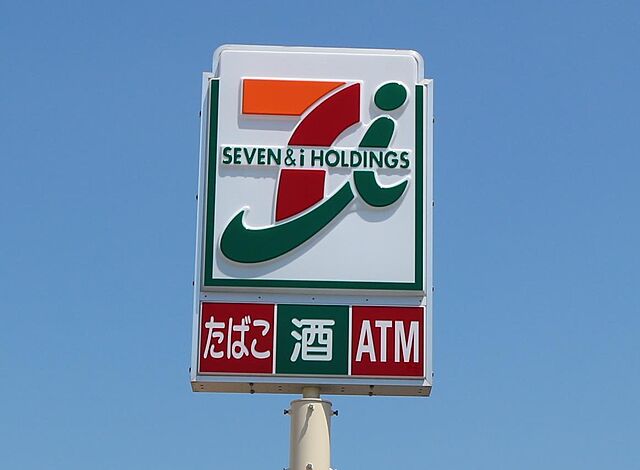 SEVEN & i HOLDINGS
たばこ 酒 ATM